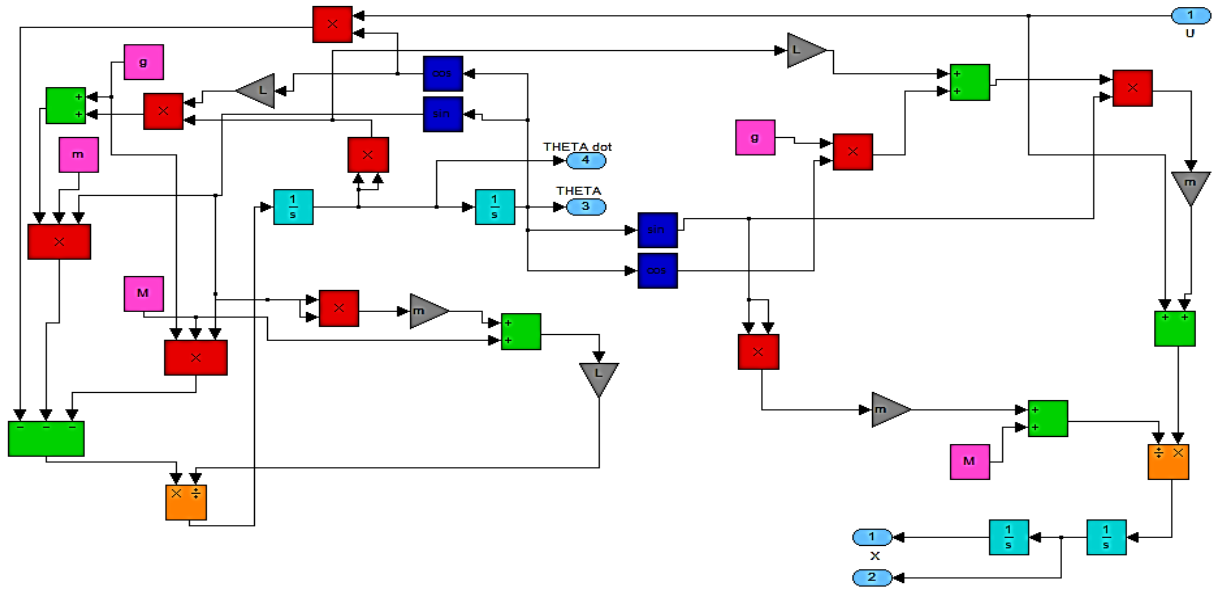 ×
1
U
g
L
cos
L
+
+
×
+
+
×
sin
g
×
m
×
THETA dot
4
m
1/s
1/s
THETA
3
×
sin
cos
M
×
m
+
+
+ +
×
×
L
m
+
+
− − −
M
÷ ×
× ÷
1
X
1/s
1/s
2